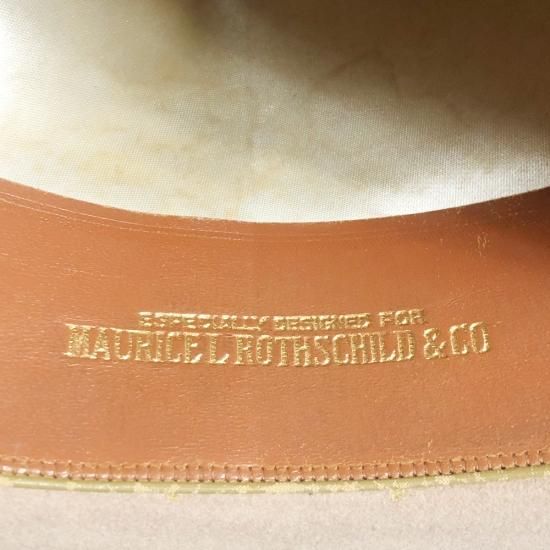 ESPECIALLY DESIGNED FOR
MAURICE L ROTHSCHILD & CO